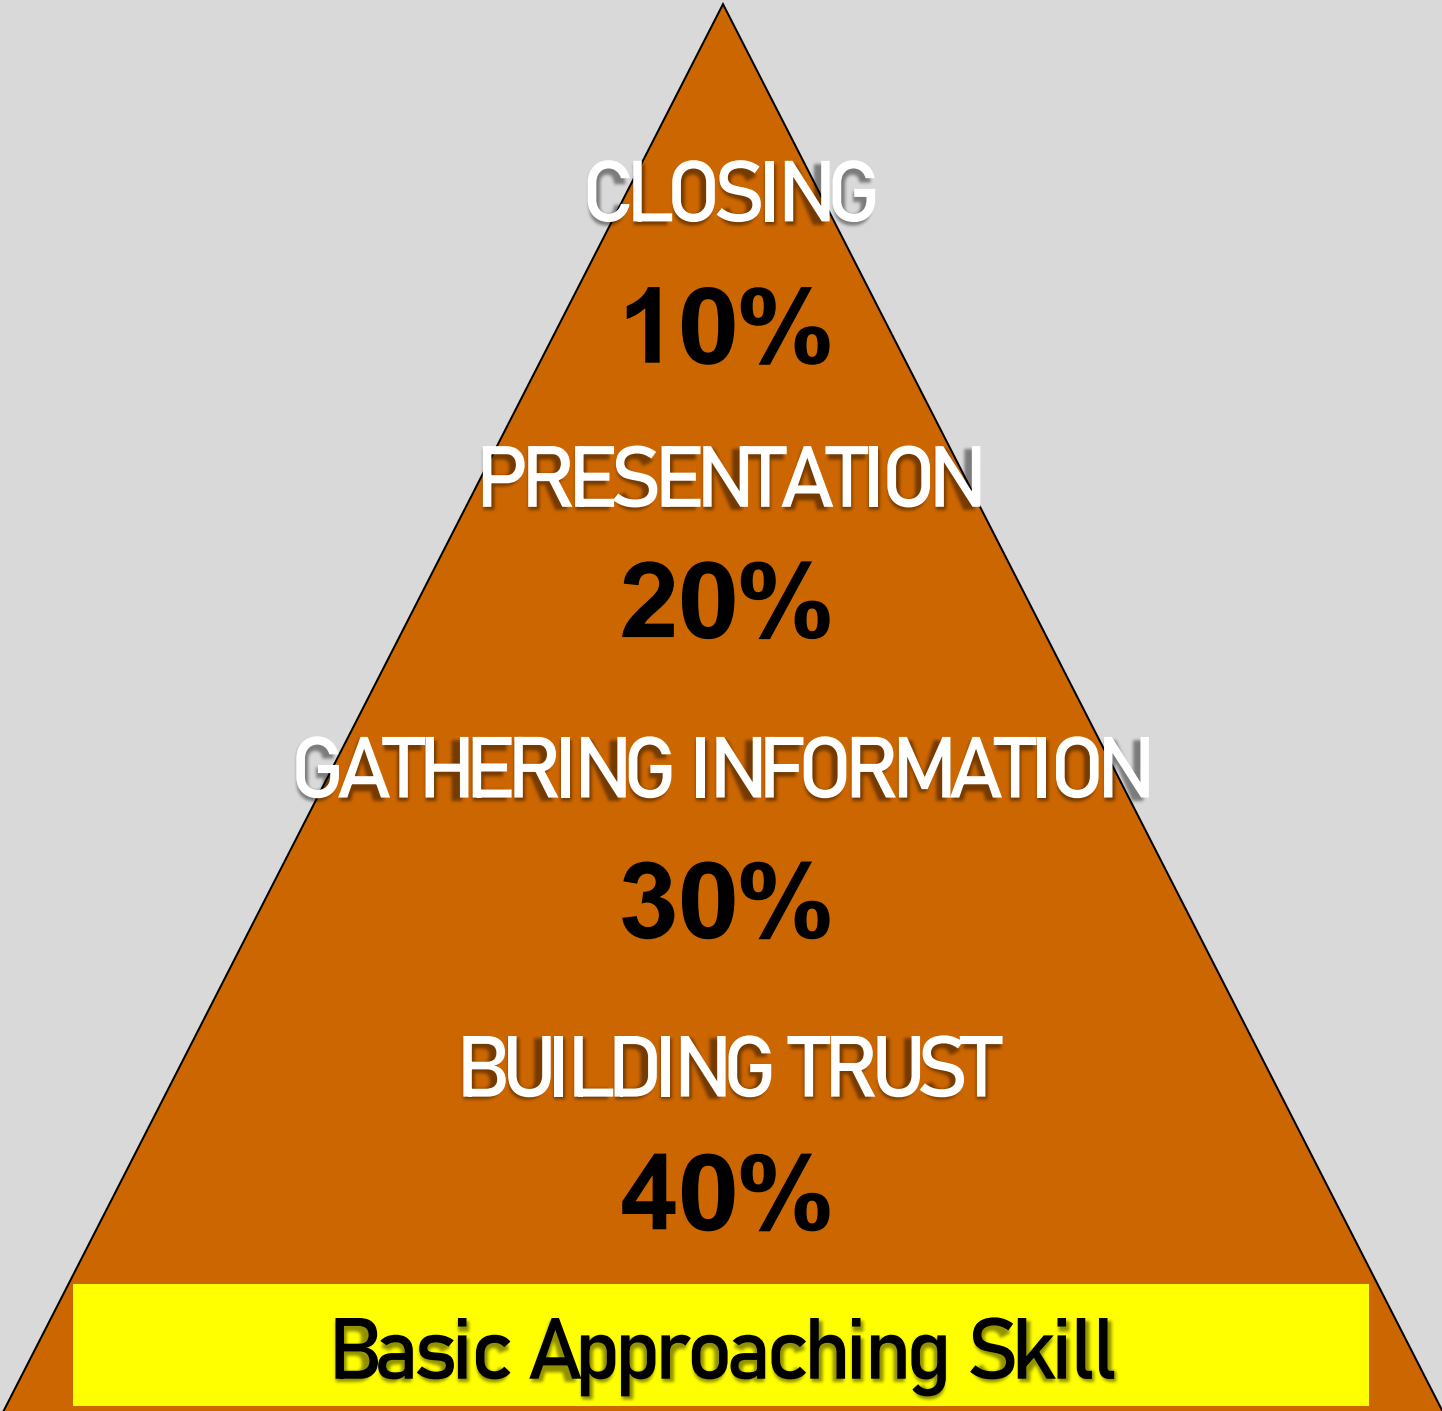 CLOSING
10%
PRESENTATION
20%
GATHERING INFORMATION
30%
BUILDING TRUST
40%
Basic Approaching Skill